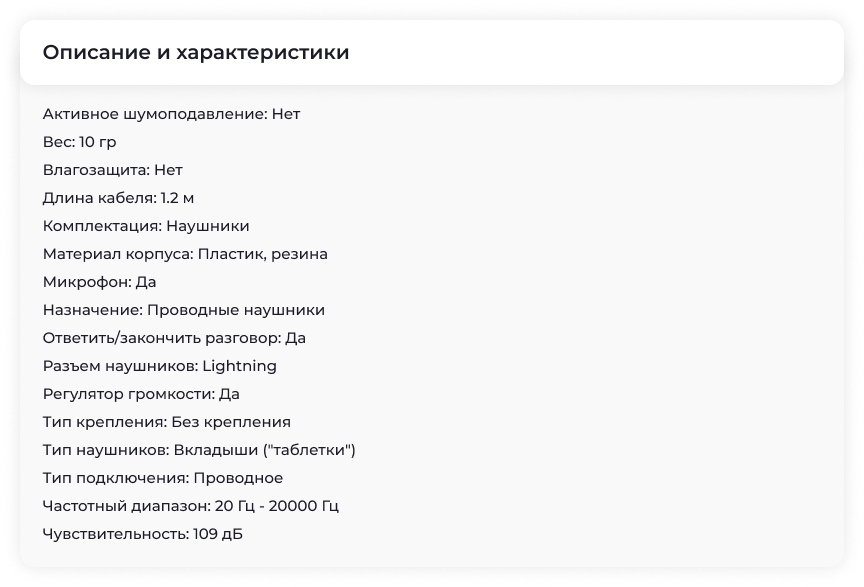 Описание и характеристики
Активное шумоподавление: Нет
Вес: 10 гр
Влагозащита: Нет
Длина кабеля: 1.2 м
Комплектация: Наушники
Материал корпуса: Пластик, резина
Микрофон: Да
Назначение: Проводные наушники
Ответить/закончить разговор: Да
Разъем наушников: Lightning
Регулятор громкости: Да
Тип крепления: Без крепления
Тип наушников: Вкладыши ("таблетки")
Тип подключения: Проводное
Частотный диапазон: 20 Гц - 20000 Гц
Чувствительность: 109 дБ